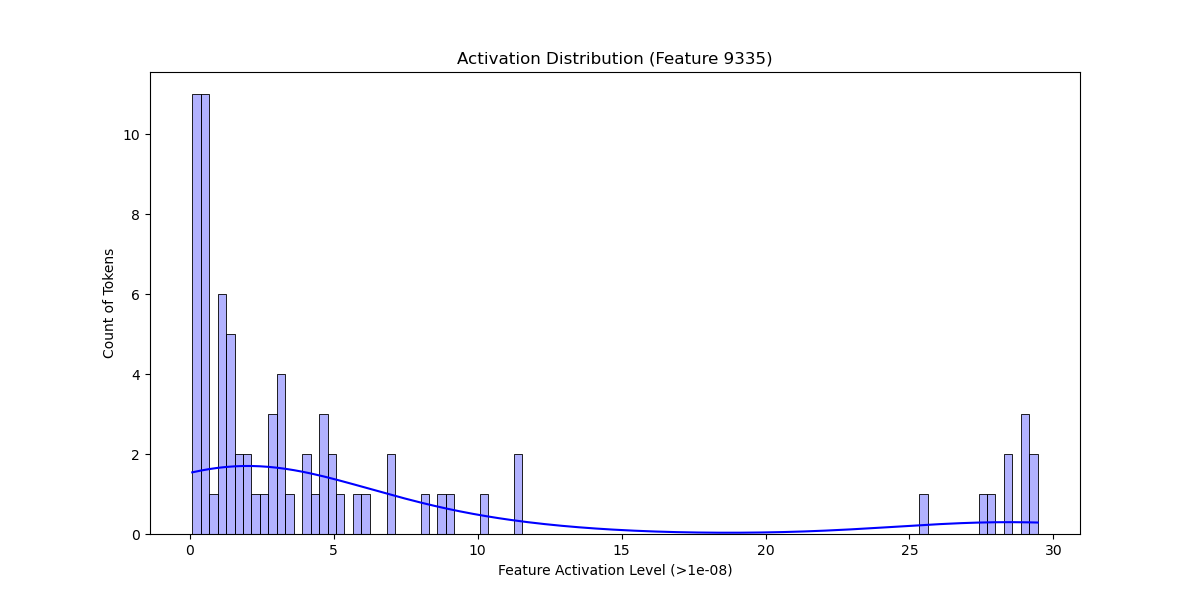 Activation Distribution (Feature 9335)
10
8
6
4
2
0
Count of Tokens
0 5 10 15 20 25 30
Feature Activation Level (>1e-08)